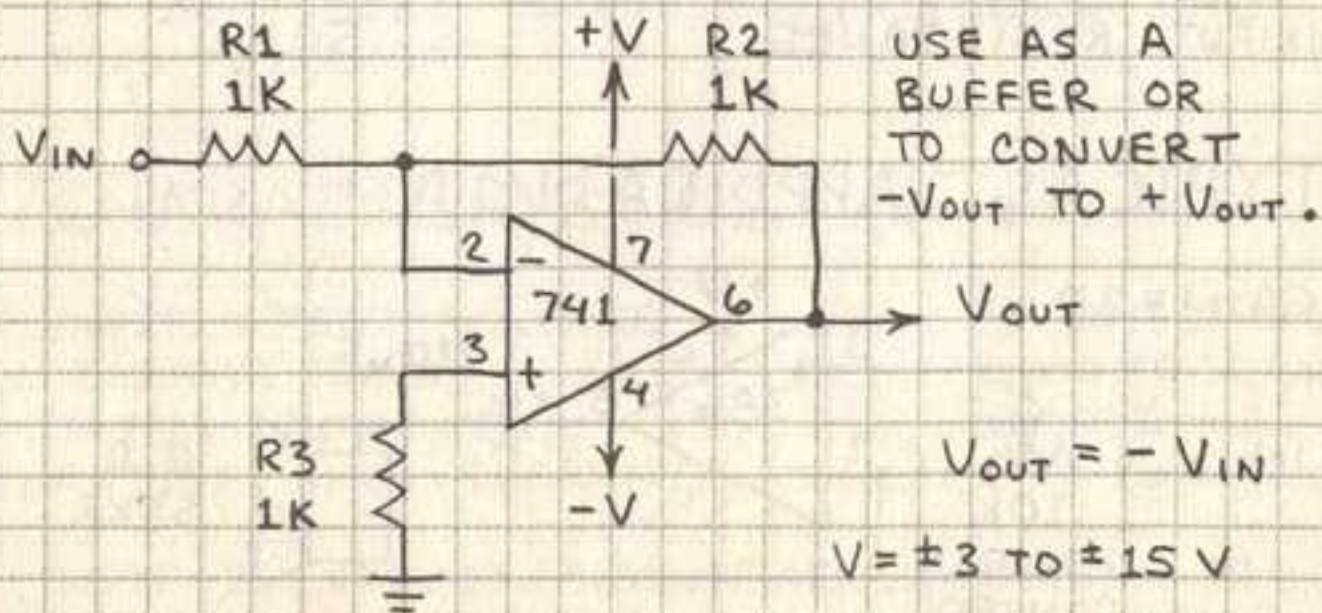 R1
1K
+V
R2
1K
USE AS A
BUFFER OR
TO CONVERT
-VOUT TO +VOUT.
VIN
2
-
7
741
6
VOUT
3
+
4
R3
1K
-V
VOUT = - VIN
V = ±3 TO ±15 V